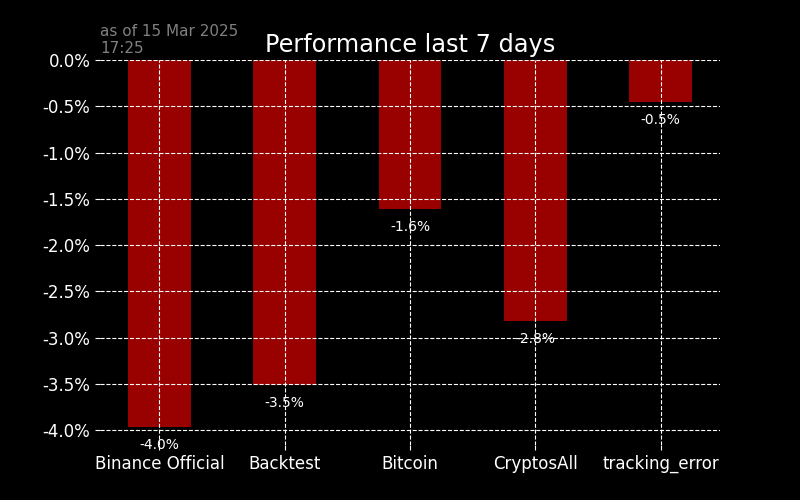 as of 15 Mar 2025
17:25
Performance last 7 days
0.0%
-0.5%
-1.0%
-1.5%
-2.0%
-2.5%
-3.0%
-3.5%
-4.0%
-4.0%
-3.5%
-1.6%
-2.8%
-0.5%
Binance Official
Backtest
Bitcoin
CryptosAll
tracking_error